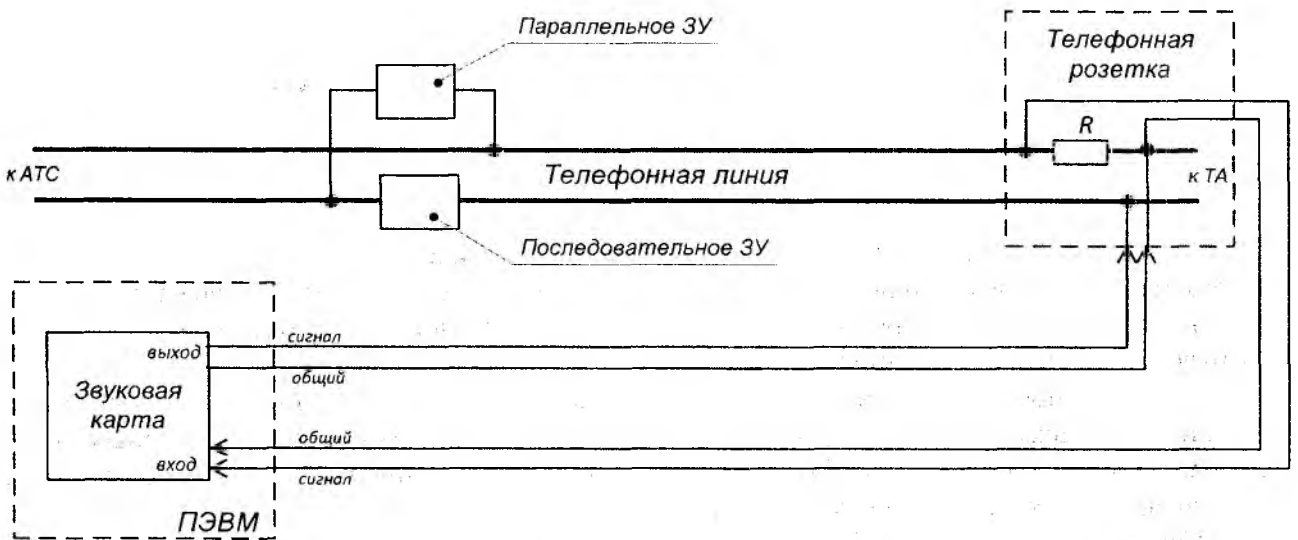 Параллельное ЗУ
Телефонная
розетка
R
к АТС
Телефонная линия
к ТА
Последовательное ЗУ
выход
сигнал
общий
Звуковая
карта
общий
вход
сигнал
ПЭВМ